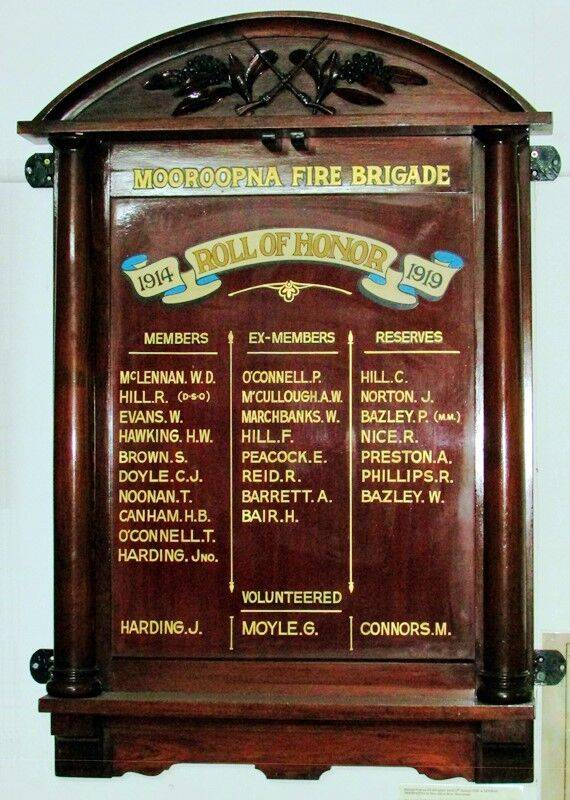 MOOROOPNA FIRE BRIGADE
1914 ROLL OF HONOR 1919
MEMBERS
McLENNAN. W.D.
HILL.R. (D·S·O)
EVANS. W.
HAWKING. H.W.
BROWN. S.
DOYLE. C.J.
NOONAN. T.
CANHAM. H.B.
O'CONNELL. T.
HARDING. JNO.
EX-MEMBERS
O'CONNELL. P.
M'CULLOUGH. A.W.
MARCHBANKS. W.
HILL. F.
PEACOCK. E.
REID. R.
BARRETT. A.
BAIR. H.
RESERVES
HILL. C.
NORTON. J.
BAZLEY. P. (M.M.)
NICE. R.
PRESTON. A.
PHILLIPS. R.
BAZLEY. W.
VOLUNTEERED
HARDING. J. MOYLE. G. CONNORS. M.